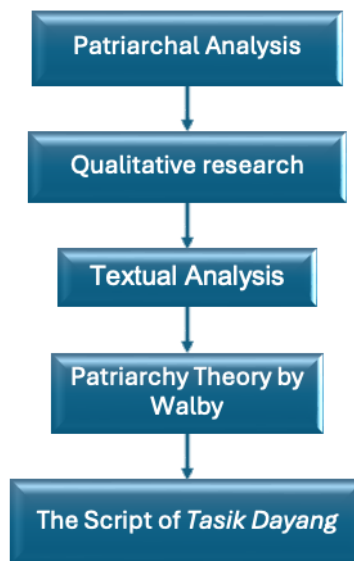 Patriarchal Analysis
Qualitative research
Textual Analysis
Patriarchy Theory by
Walby
The Script of Tasik Dayang